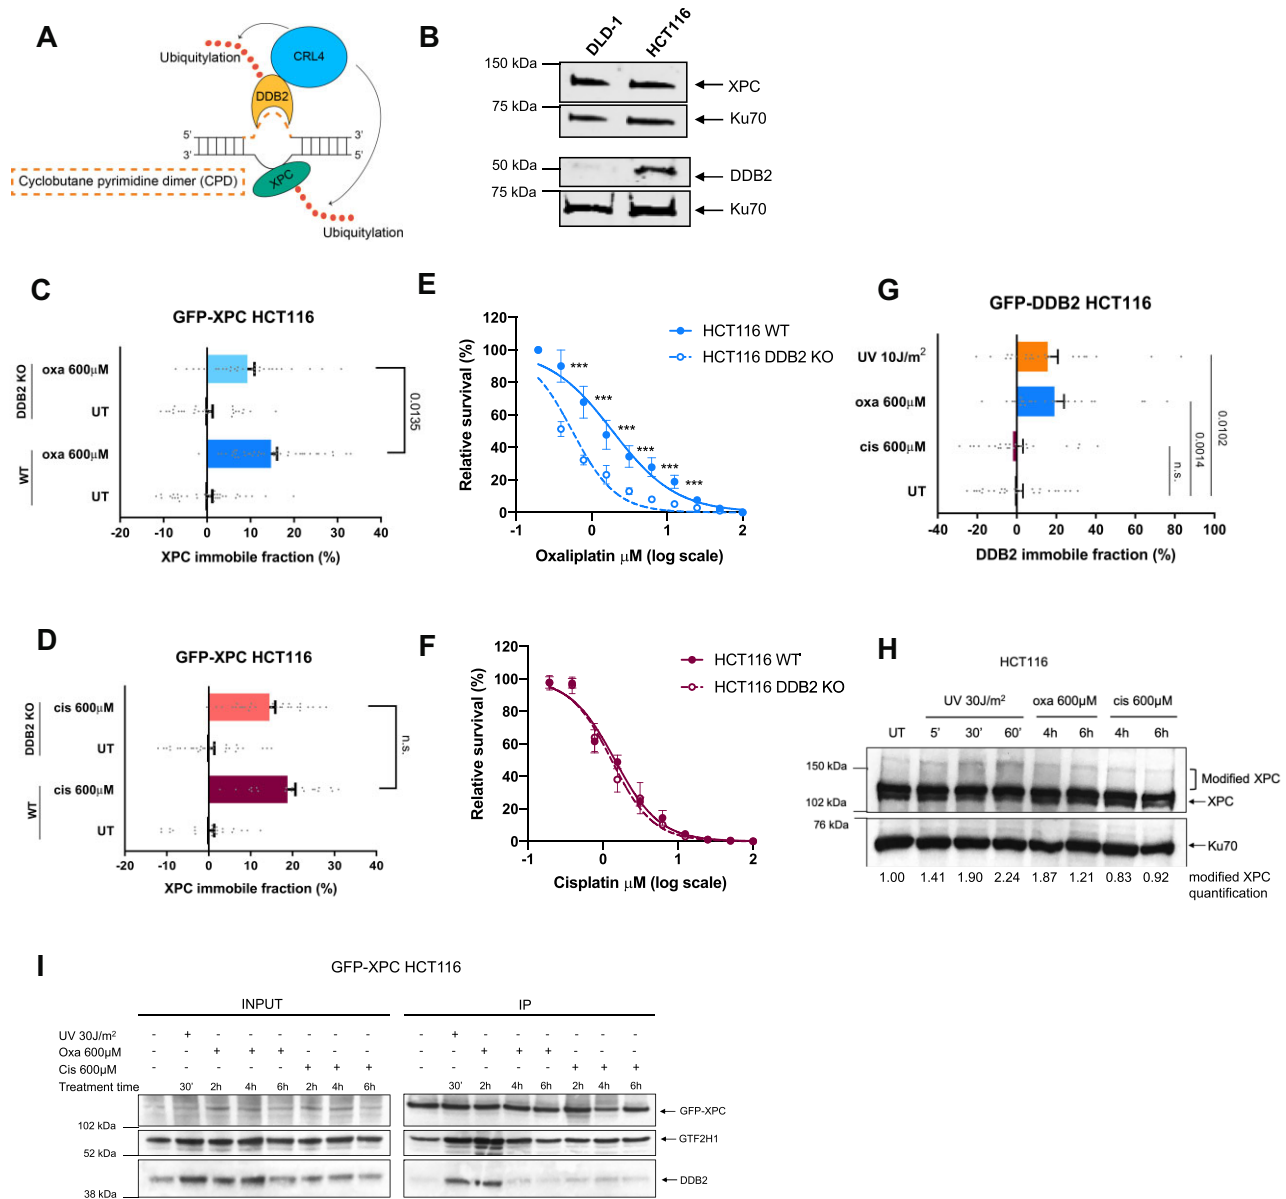 A
Ubiquitylation
CRL4
DDB2
5'
3'
3'
5'
XPC
Cyclobutane pyrimidine dimer (CPD)
Ubiquitylation
B
DLD-1
HCT116
150 kDa
XPC
75 kDa
Ku70
50 kDa
DDB2
75 kDa
Ku70
C
GFP-XPC HCT116
DDB2 KO
oxa 600μM
UT
WT
oxa 600μM
UT
0.0135
-20 -10 0 10 20 30 40
XPC immobile fraction (%)
D
GFP-XPC HCT116
DDB2 KO
cis 600μM
UT
WT
cis 600μM
UT
n.s.
-20 -10 0 10 20 30 40
XPC immobile fraction (%)
E
Relative survival (%)
120
100
80
60
40
20
0
HCT116 WT
HCT116 DDB2 KO
***
***
***
***
***
***
-1 0 1 2
Oxaliplatin μM (log scale)
F
Relative survival (%)
120
100
80
60
40
20
0
HCT116 WT
HCT116 DDB2 KO
-1 0 1 2
Cisplatin μM (log scale)
G
GFP-DDB2 HCT116
UV 10J/m²
oxa 600μM
cis 600μM
UT
n.s.
0.0014
0.0102
-40 -20 0 20 40 60 80 100
DDB2 immobile fraction (%)
H
HCT116
UV 30J/m² oxa 600μM cis 600μM
UT 5' 30' 60' 4h 6h 4h 6h
150 kDa
Modified XPC
102 kDa
XPC
76 kDa
Ku70
1.00 1.41 1.90 2.24 1.87 1.21 0.83 0.92
modified XPC
quantification
I
GFP-XPC HCT116
INPUT IP
UV 30J/m² - + - - - - - - - + - - - - - -
Oxa 600μM - - + + + - - - - - + + + - - -
Cis 600μM - - - - - + + + - - - - - + + +
Treatment time 30' 2h 4h 6h 2h 4h 6h 30' 2h 4h 6h 2h 4h 6h
GFP-XPC
102 kDa
GTF2H1
52 kDa
DDB2
38 kDa